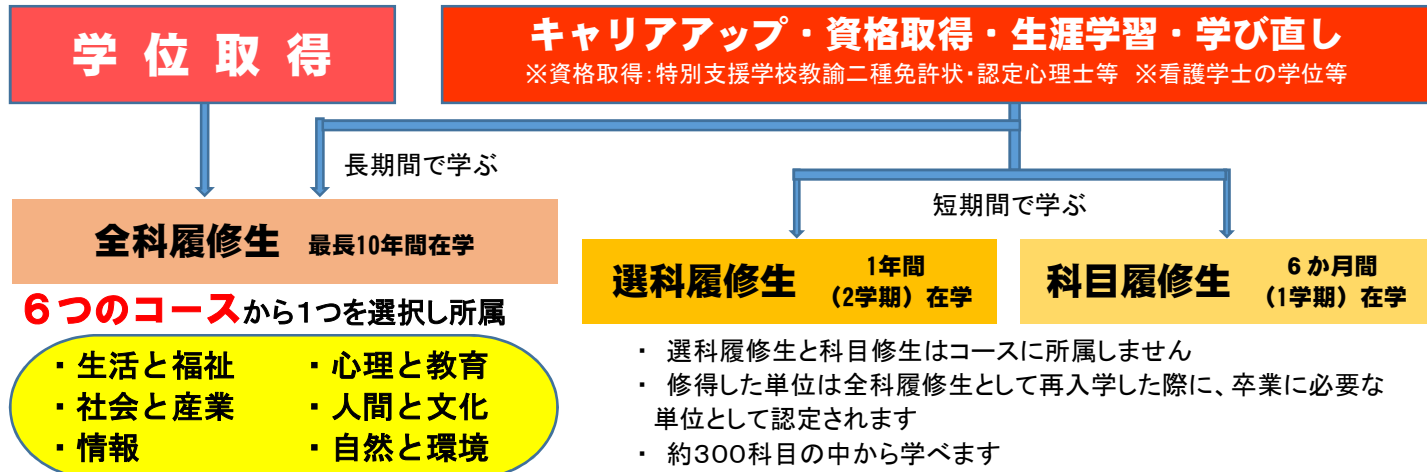 学位取得
キャリアアップ・資格取得・生涯学習・学び直し
※資格取得：特別支援学校教諭二種免許状・認定心理士等 ※看護学士の学位等
長期間で学ぶ
短期間で学ぶ
全科履修生 最長10年間在学
６つのコースから１つを選択し所属
・生活と福祉
・社会と産業
・情報
・心理と教育
・人間と文化
・自然と環境
選科履修生
1年間
（2学期）在学
科目履修生
６か月間
（1学期）在学
・ 選科履修生と科目修生はコースに所属しません
・ 修得した単位は全科履修生として再入学した際に、卒業に必要な
単位として認定されます
・ 約３００科目の中から学べます